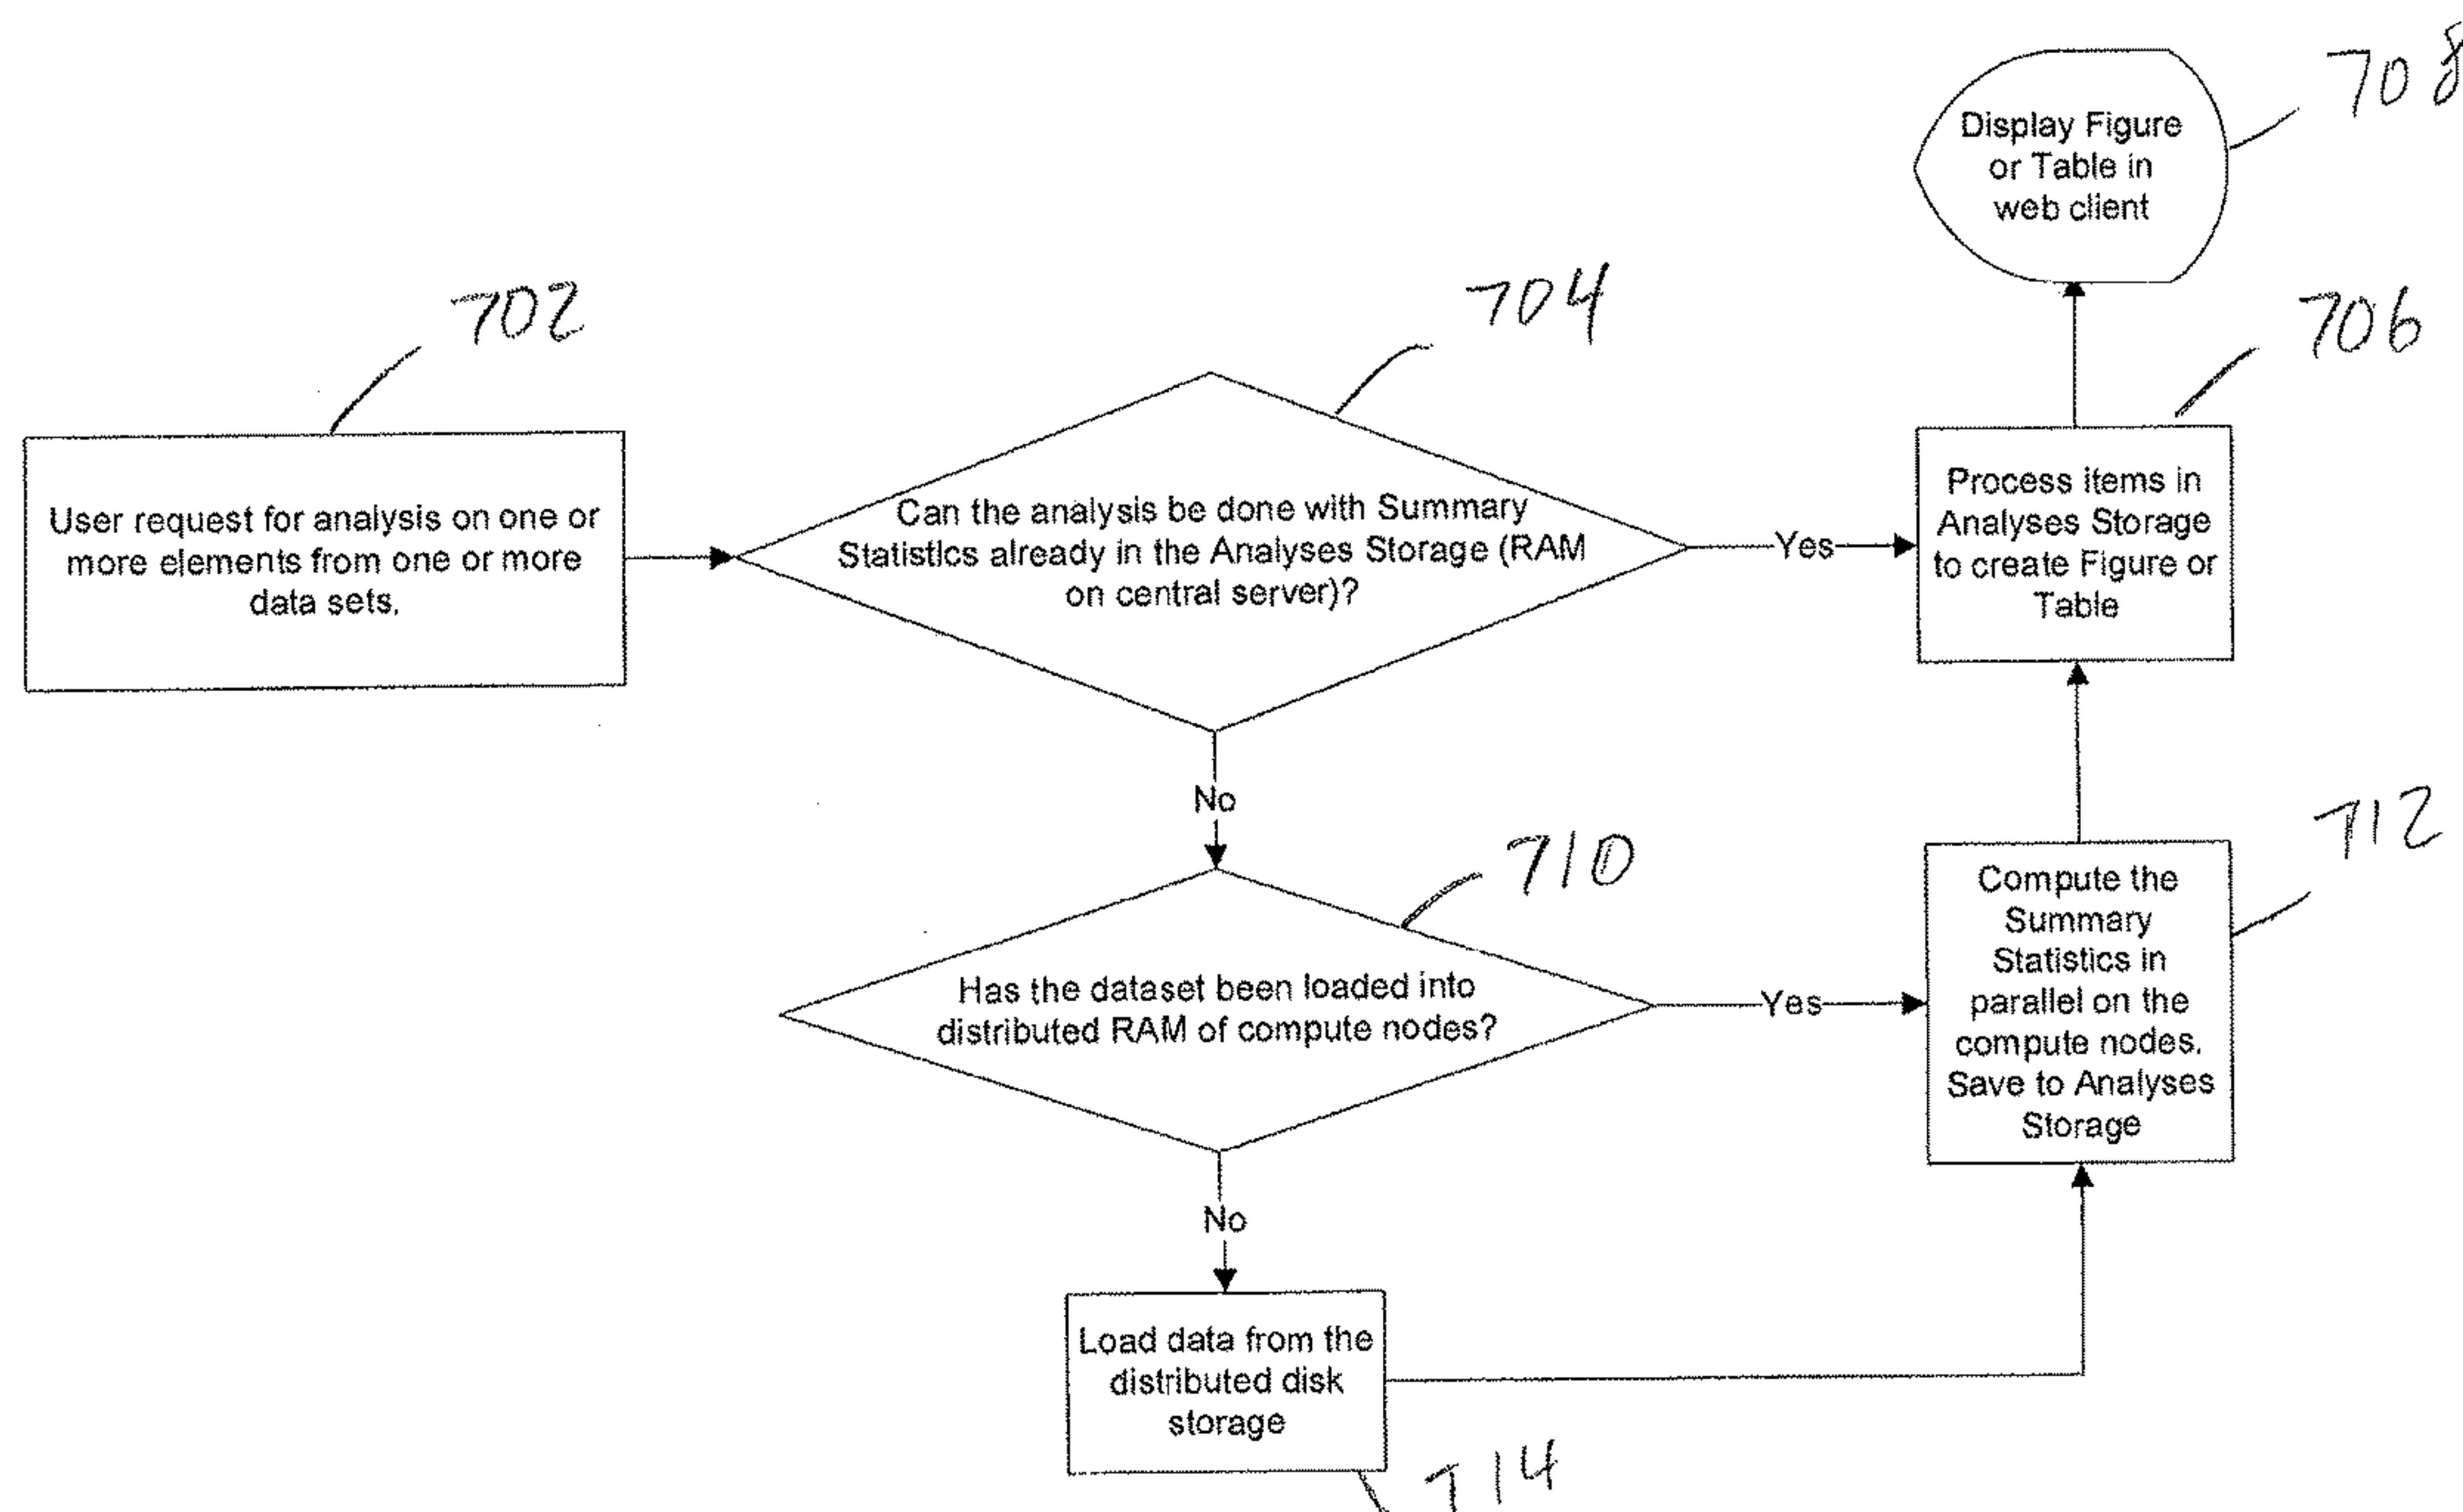 708
Display Figure
or Table in
web client
702
704
706
User request for analysis on one or
more elements from one or more
data sets.
Can the analysis be done with Summary
Statistics already in the Analyses Storage (RAM
on central server)?
Yes
Process items in
Analyses Storage
to create Figure or
Table
No
710
712
Has the dataset been loaded into
distributed RAM of compute nodes?
Yes
Compute the
Summary
Statistics in
parallel on the
compute nodes.
Save to Analyses
Storage
No
Load data from the
distributed disk
storage
714